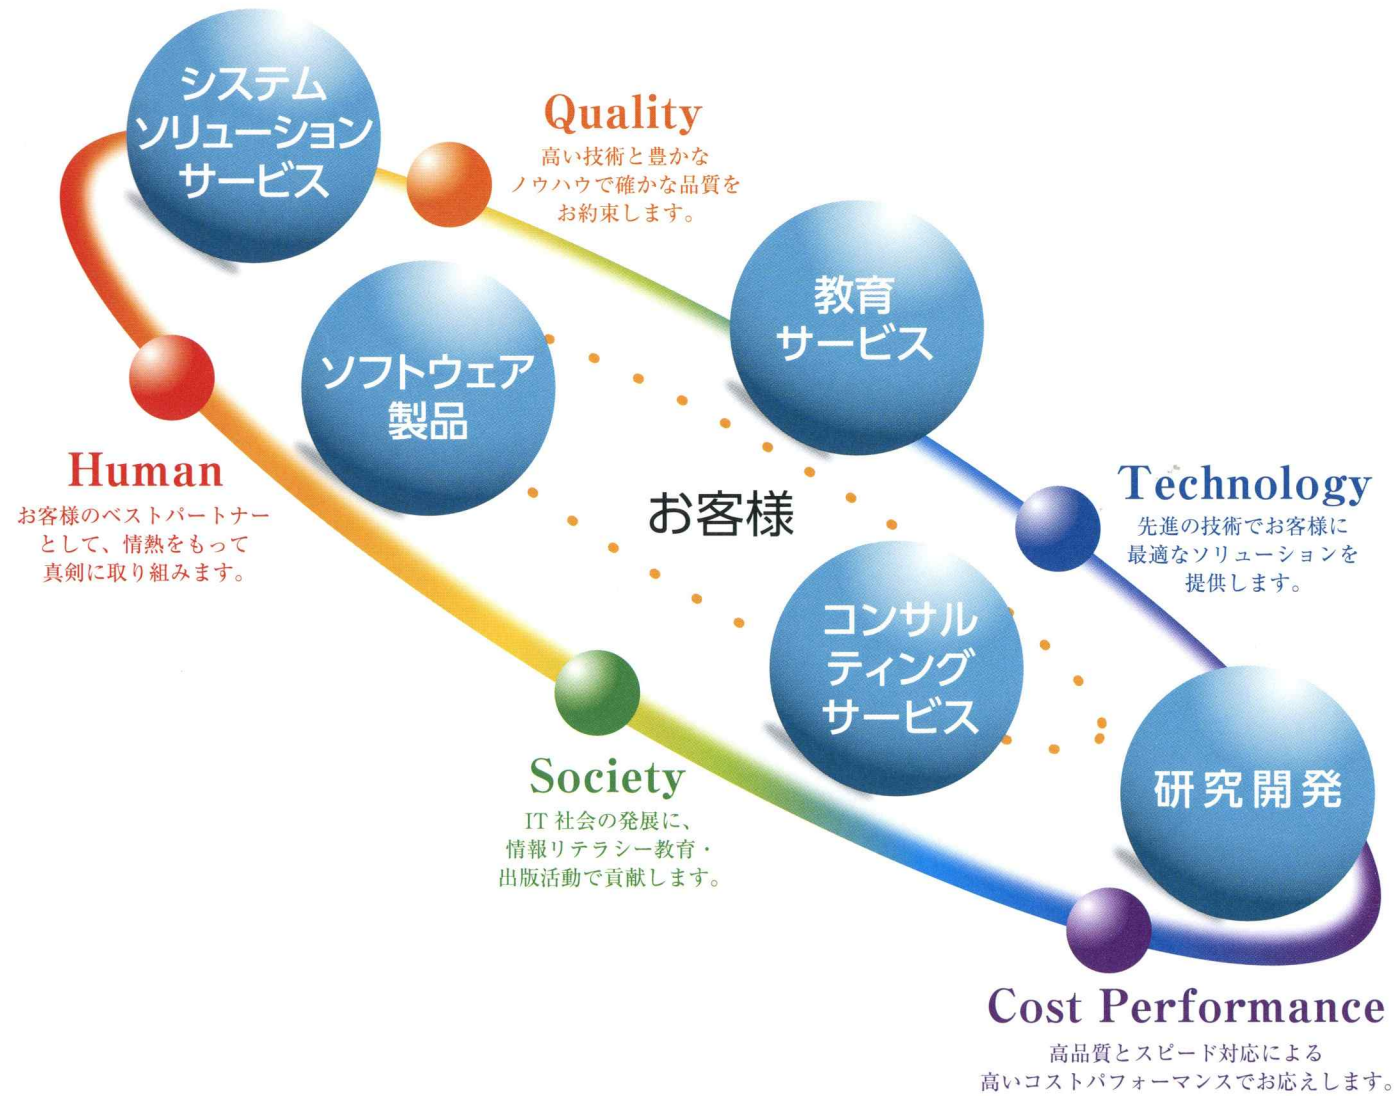 システム
ソリューション
サービス
Quality
高い技術と豊かな
ノウハウで確かな品質を
お約束します。
教育
サービス
ソフトウェア
製品
Human
お客様のベストパートナー
として、情熱をもって
真剣に取り組みます。
お客様
Technology
先進の技術でお客様に
最適なソリューションを
提供します。
コンサル
ティング
サービス
Society
IT 社会の発展に、
情報リテラシー教育・
出版活動で貢献します。
研究開発
Cost Performance
高品質とスピード対応による
高いコストパフォーマンスでお応えします。